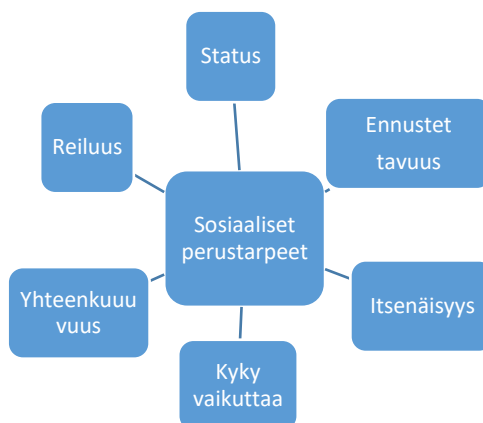 Status
Ennustet
tavuus
Reiluus
Sosiaaliset
perustarpeet
Yhteenkuuu
vuus
Itsenäisyys
Kyky
vaikuttaa